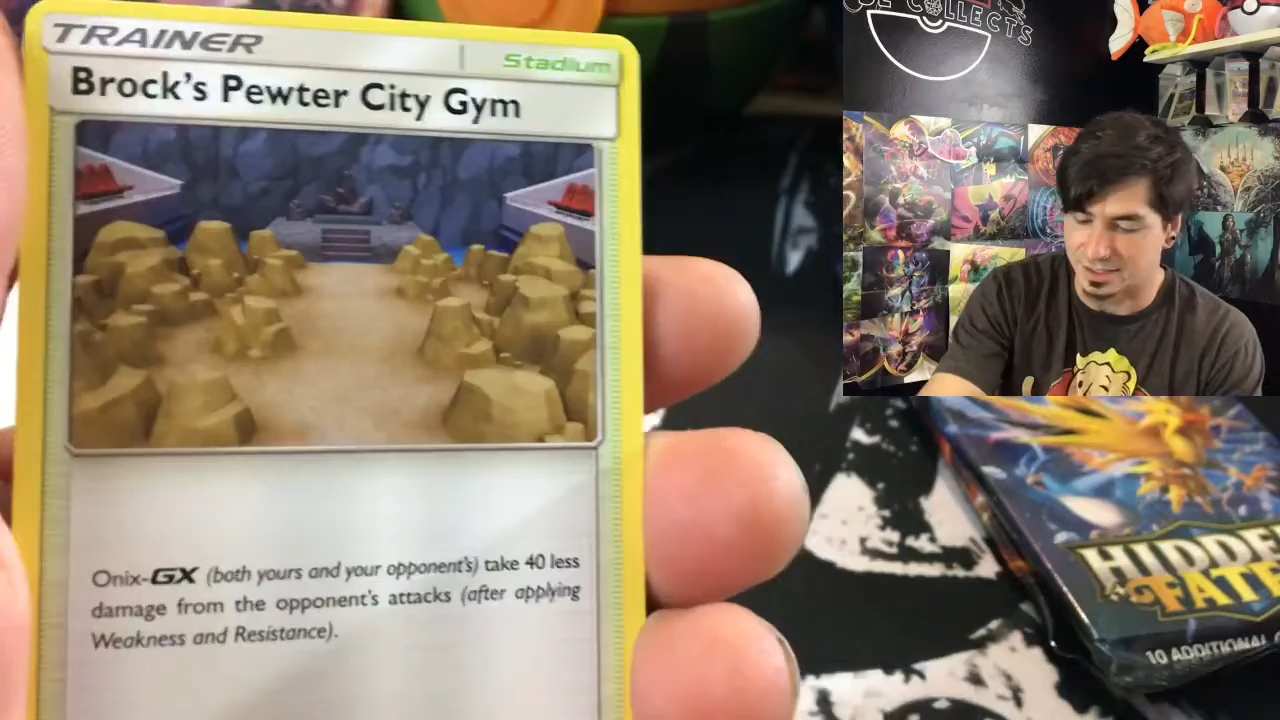 TRAINER
Stadium
Brock's Pewter City Gym
Onix-GX (both yours and your opponent's) take 40 less
damage from the opponent's attacks (after applying
Weakness and Resistance).
COLLECTS
HIDDE
FATE
10 ADDITIONAL